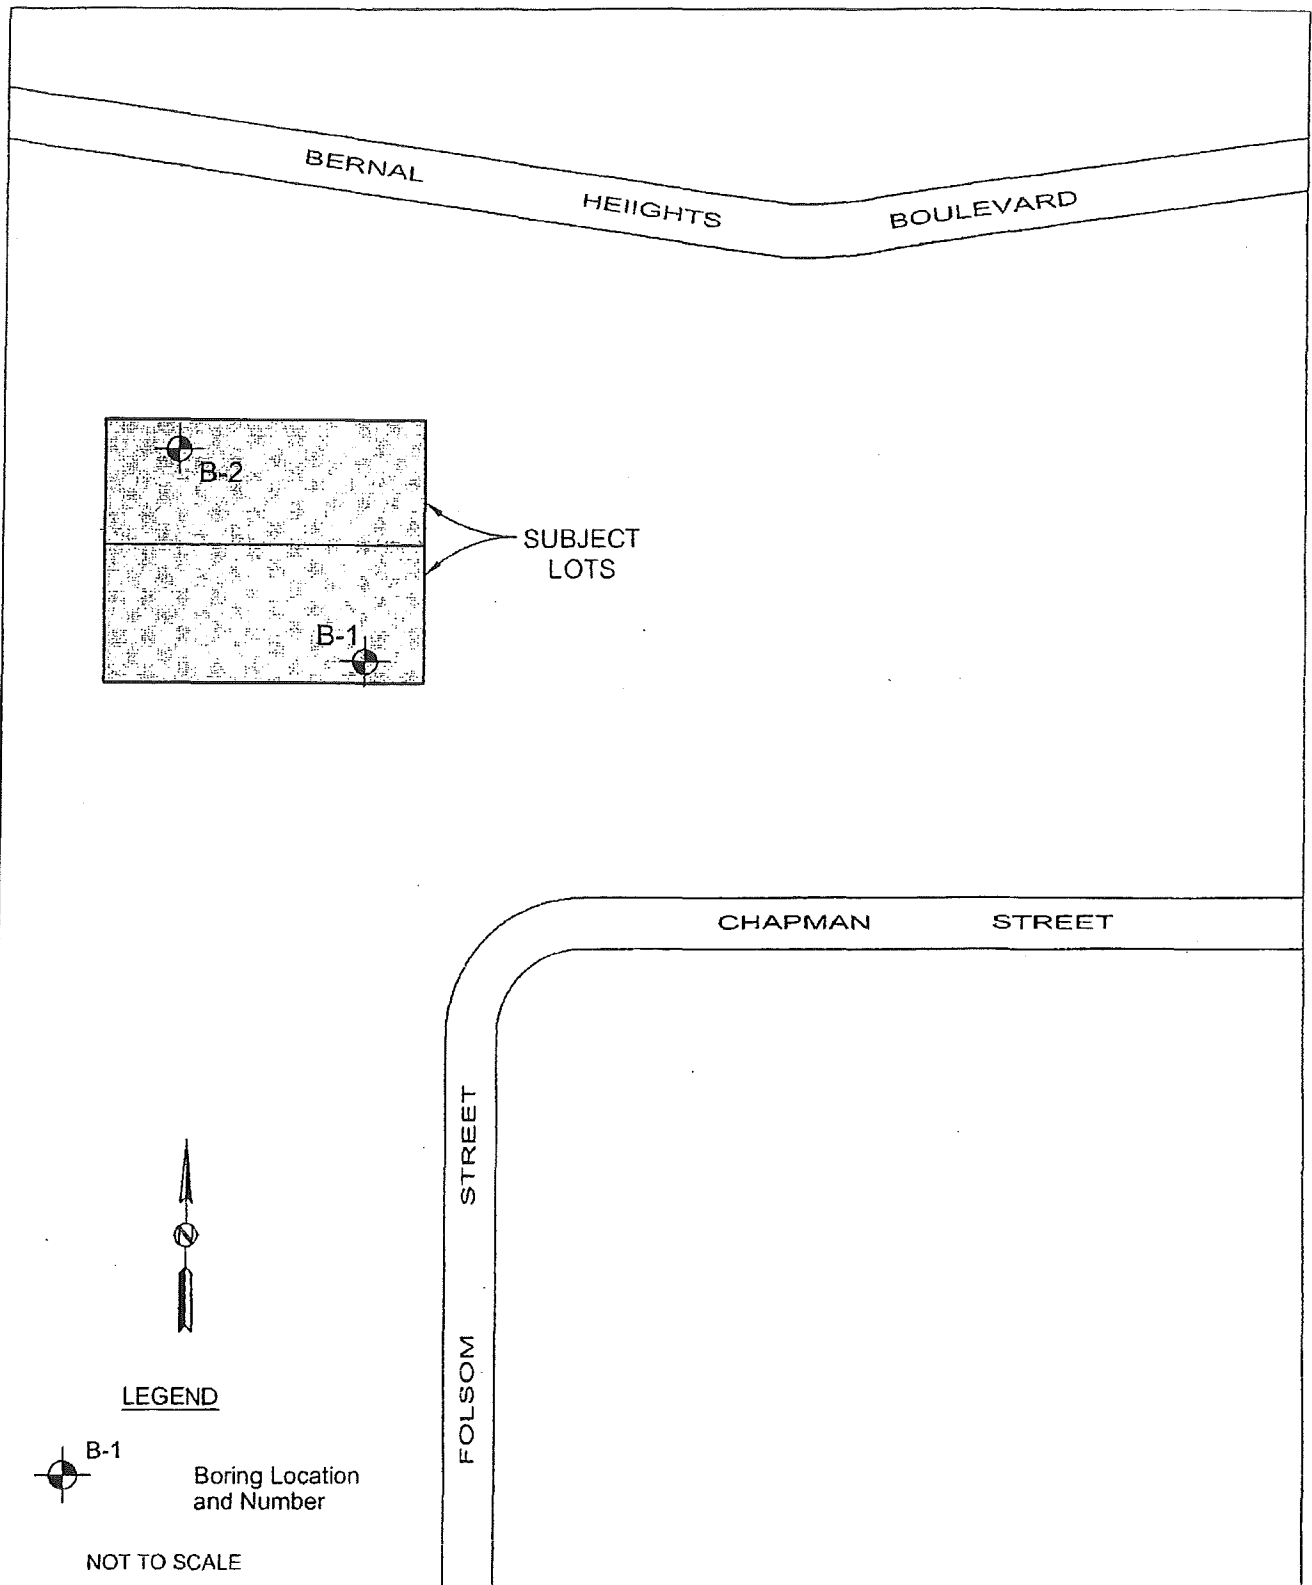 BERNAL HEIIGHTS BOULEVARD
B-2
SUBJECT
LOTS
B-1
CHAPMAN STREET
FOLSOM STREET
N
LEGEND
B-1
Boring Location
and Number
NOT TO SCALE